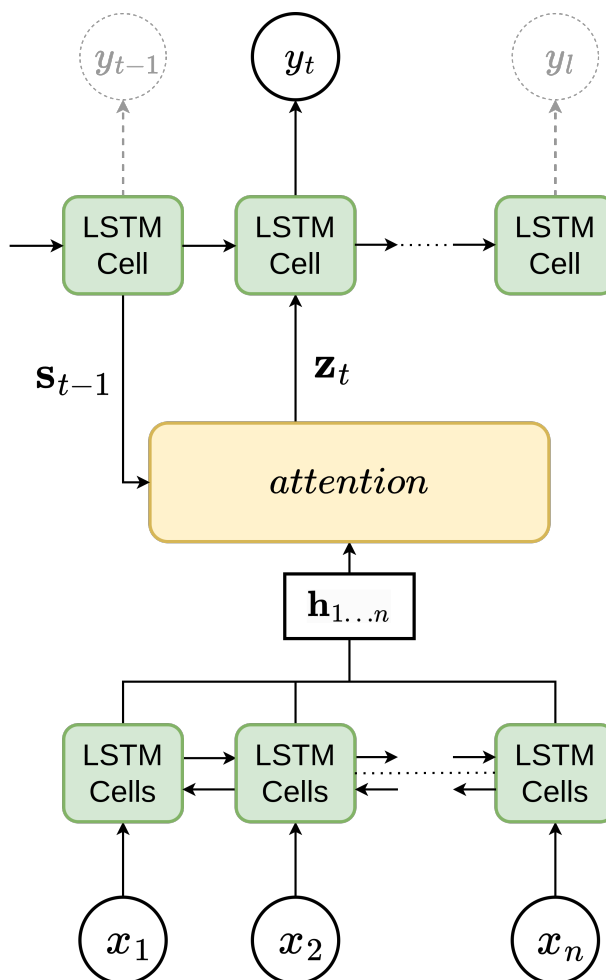 y_{t-1} y_t y_l
LSTM Cell LSTM Cell LSTM Cell
s_{t-1} z_t
attention
h_{1...n}
LSTM Cells LSTM Cells LSTM Cells
x_1 x_2 x_n